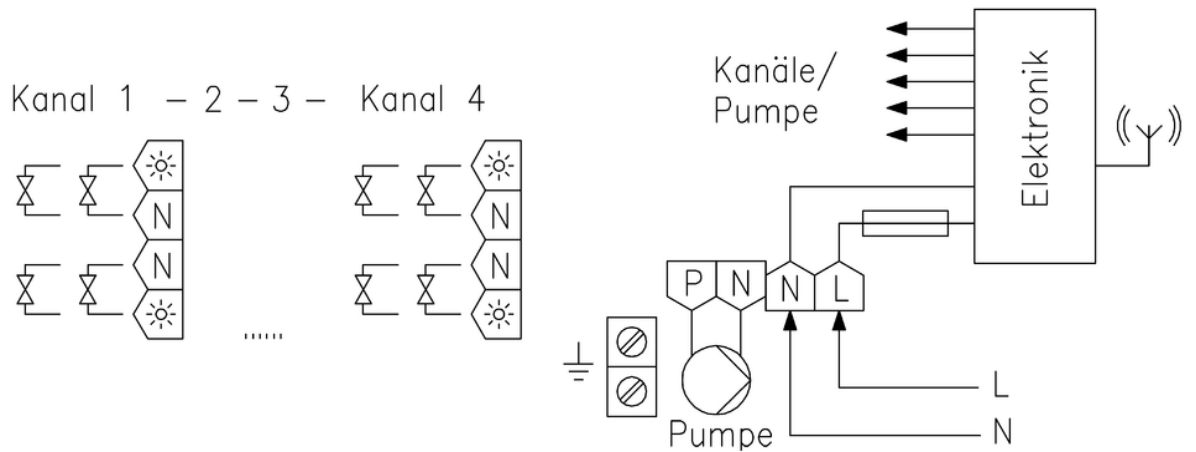 Kanal 1 - 2 - 3 - Kanal 4
N
N
N
N
Kanäle/
Pumpe
Elektronik
P N N L
Pumpe
L
N